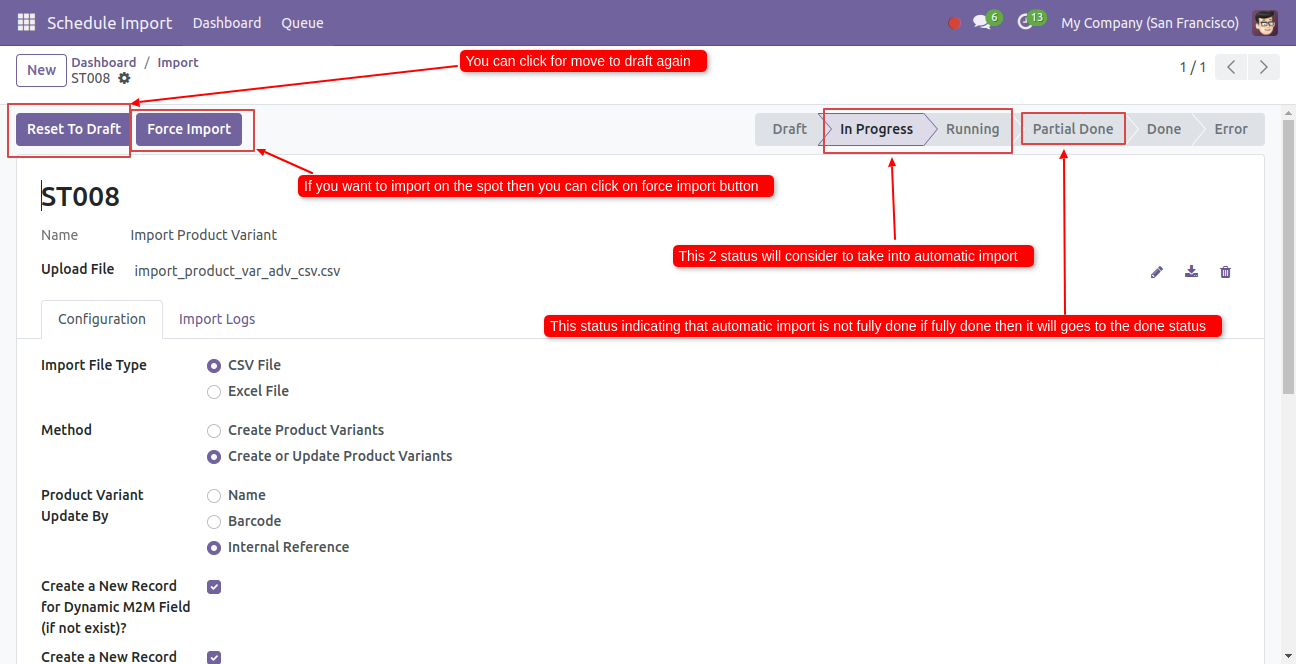 Schedule Import Dashboard Queue 6 13 My Company (San Francisco)
New
Dashboard / Import
ST008
You can click for move to draft again
1 / 1
Reset To Draft Force Import
Draft In Progress Running Partial Done Done Error
If you want to import on the spot then you can click on force import button
ST008
Name Import Product Variant
This 2 status will consider to take into automatic import
Upload File import_product_var_adv_csv.csv
Configuration Import Logs
This status indicating that automatic import is not fully done if fully done then it will goes to the done status
Import File Type CSV File
Excel File
Method Create Product Variants
Create or Update Product Variants
Product Variant Name
Update By
Barcode
Internal Reference
Create a New Record
for Dynamic M2M Field
(if not exist)?
Create a New Record